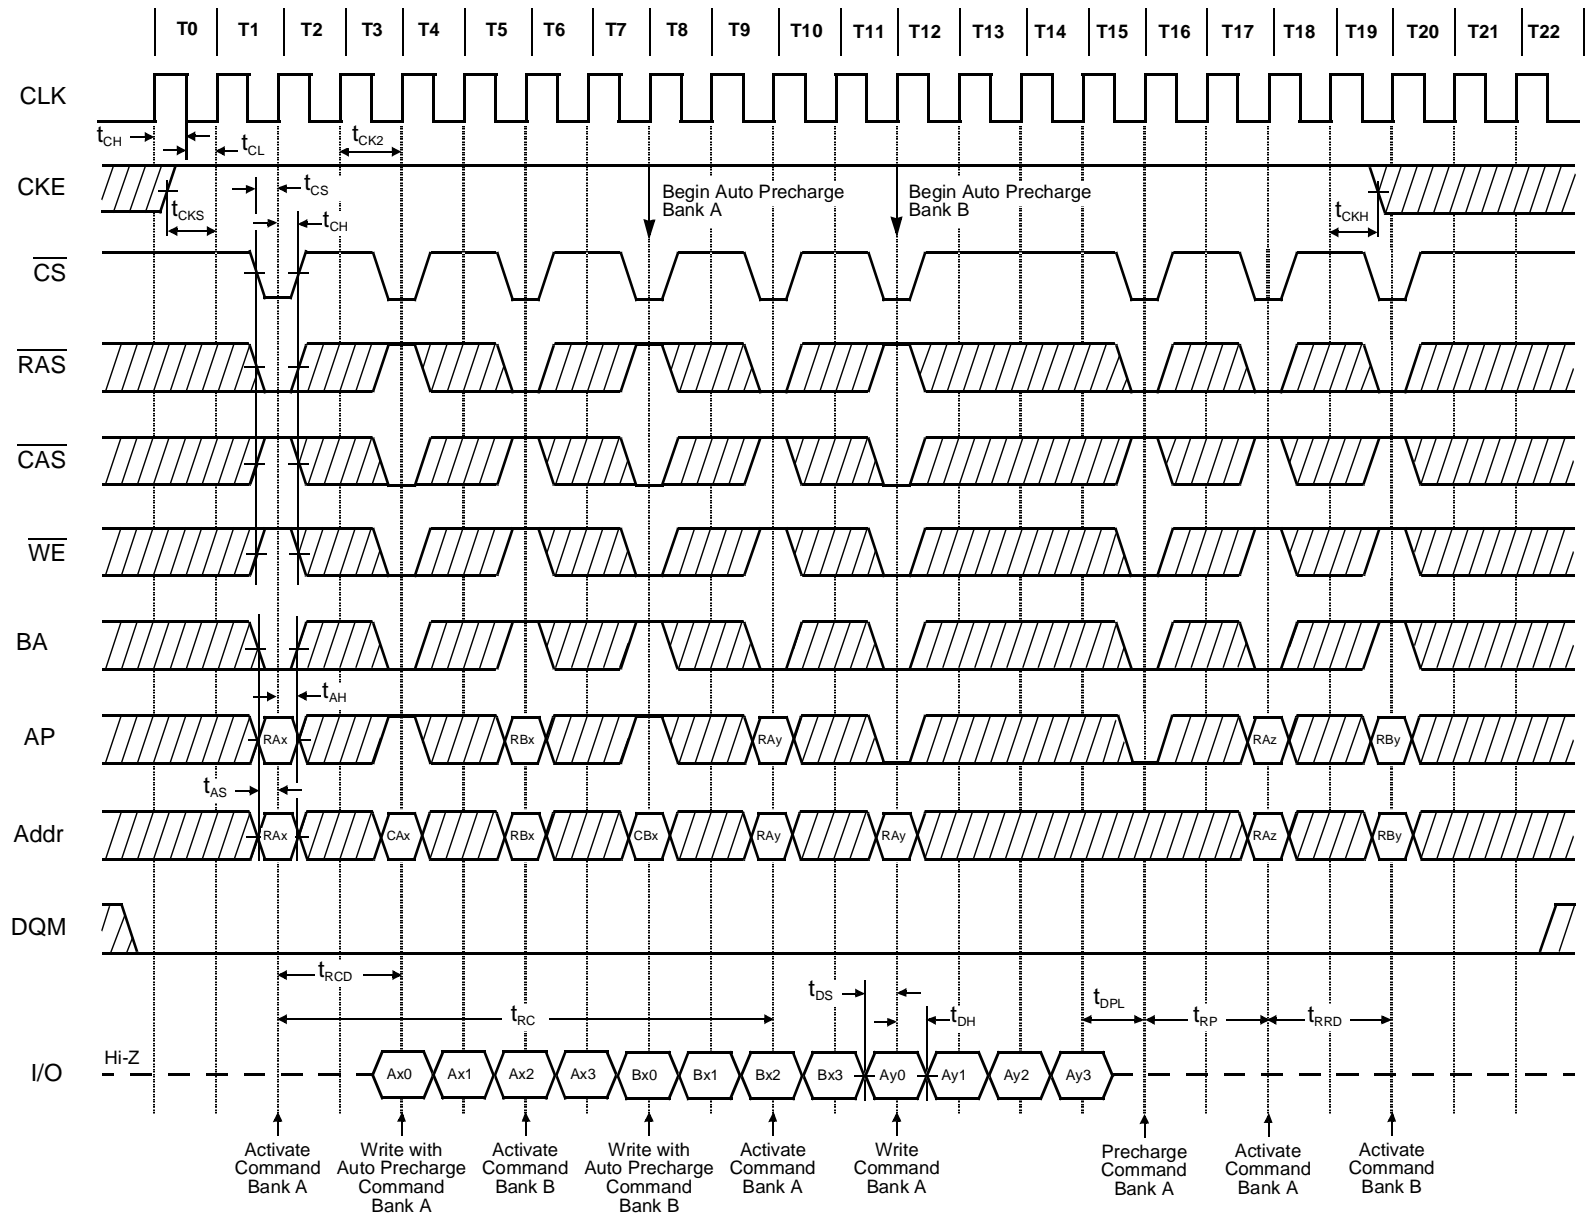 T0 T1 T2 T3 T4 T5 T6 T7 T8 T9 T10 T11 T12 T13 T14 T15 T16 T17 T18 T19 T20 T21 T22
CLK
tCH
tCL
tCK2
CKE
tCKS
tCS
tCH
Begin Auto Precharge
Bank A
Begin Auto Precharge
Bank B
tCKH
CS
RAS
CAS
WE
BA
tAH
AP
RAx RBx RAy RAz RBy
tAS
Addr
RAx CAx RBx CBx RAy RAy RAz RBy
DQM
tRCD
tRC
tDS
tDH
tDPL
tRP
tRRD
Hi-Z
I/O
Ax0 Ax1 Ax2 Ax3 Bx0 Bx1 Bx2 Bx3 Ay0 Ay1 Ay2 Ay3
Activate
Command
Bank A
Write with
Auto Precharge
Command
Bank A
Activate
Command
Bank B
Write with
Auto Precharge
Command
Bank B
Activate
Command
Bank A
Write
Command
Bank A
Precharge
Command
Bank A
Activate
Command
Bank A
Activate
Command
Bank B